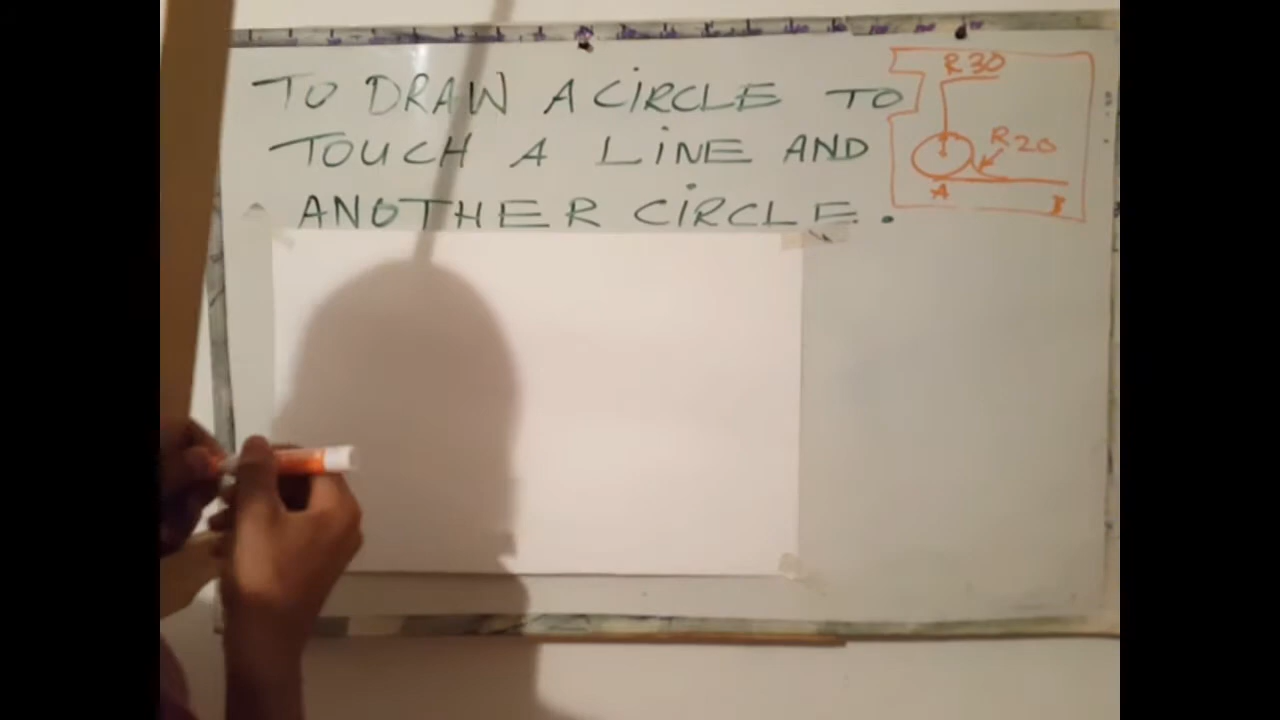 TO DRAW A CIRCLE TO
TOUCH A LINE AND
ANOTHER CIRCLE.
R30
R20
A